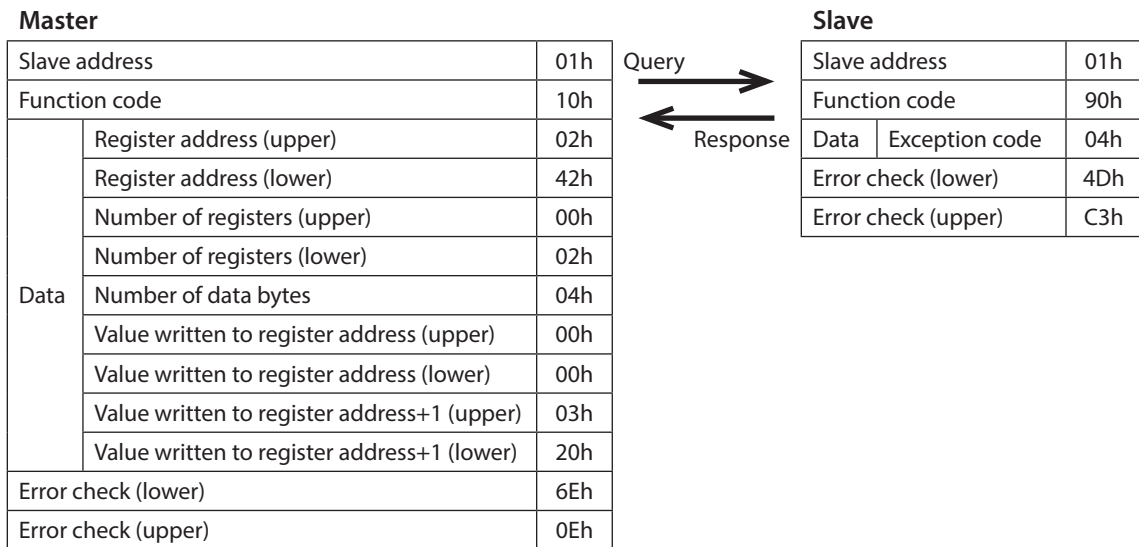 Master
Slave address 01h
Function code 10h
Data
Register address (upper) 02h
Register address (lower) 42h
Number of registers (upper) 00h
Number of registers (lower) 02h
Number of data bytes 04h
Value written to register address (upper) 00h
Value written to register address (lower) 00h
Value written to register address+1 (upper) 03h
Value written to register address+1 (lower) 20h
Error check (lower) 6Eh
Error check (upper) 0Eh
Query
Response
Slave
Slave address 01h
Function code 90h
Data Exception code 04h
Error check (lower) 4Dh
Error check (upper) C3h